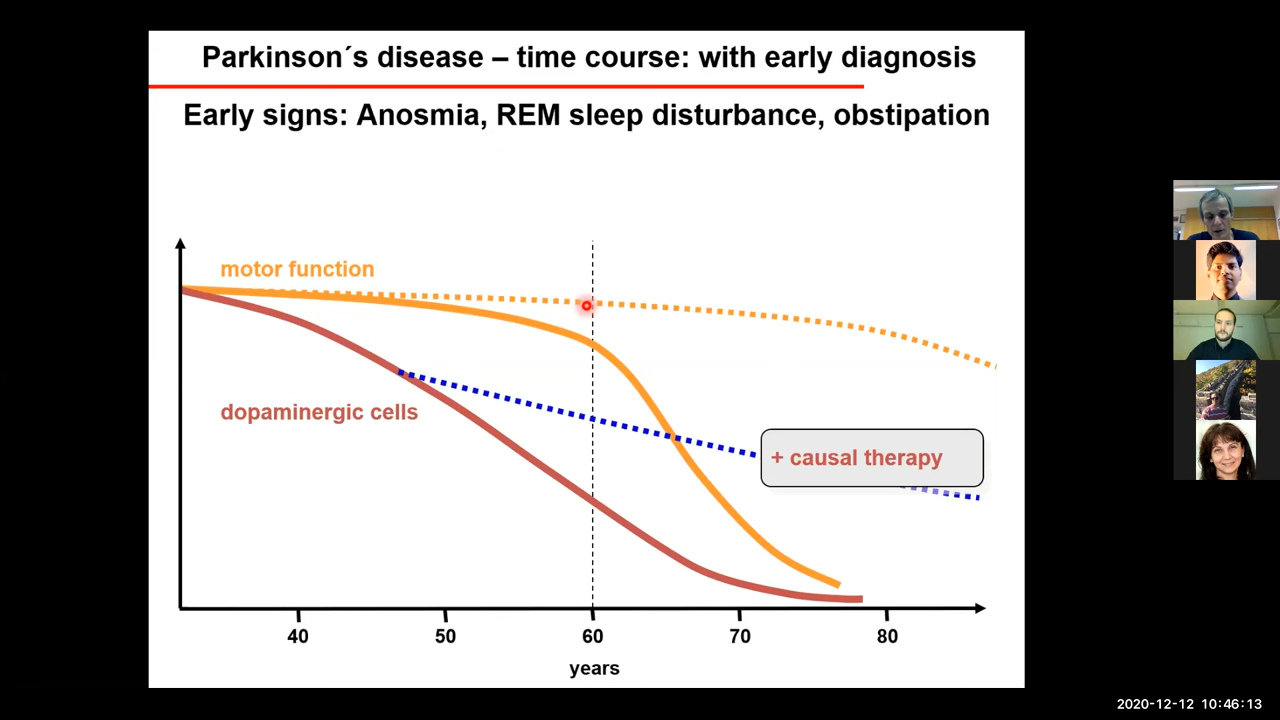 Parkinson´s disease – time course: with early diagnosis
Early signs: Anosmia, REM sleep disturbance, obstipation
motor function
dopaminergic cells
+ causal therapy
40 50 60 70 80
years
2020-12-12 10:46:13